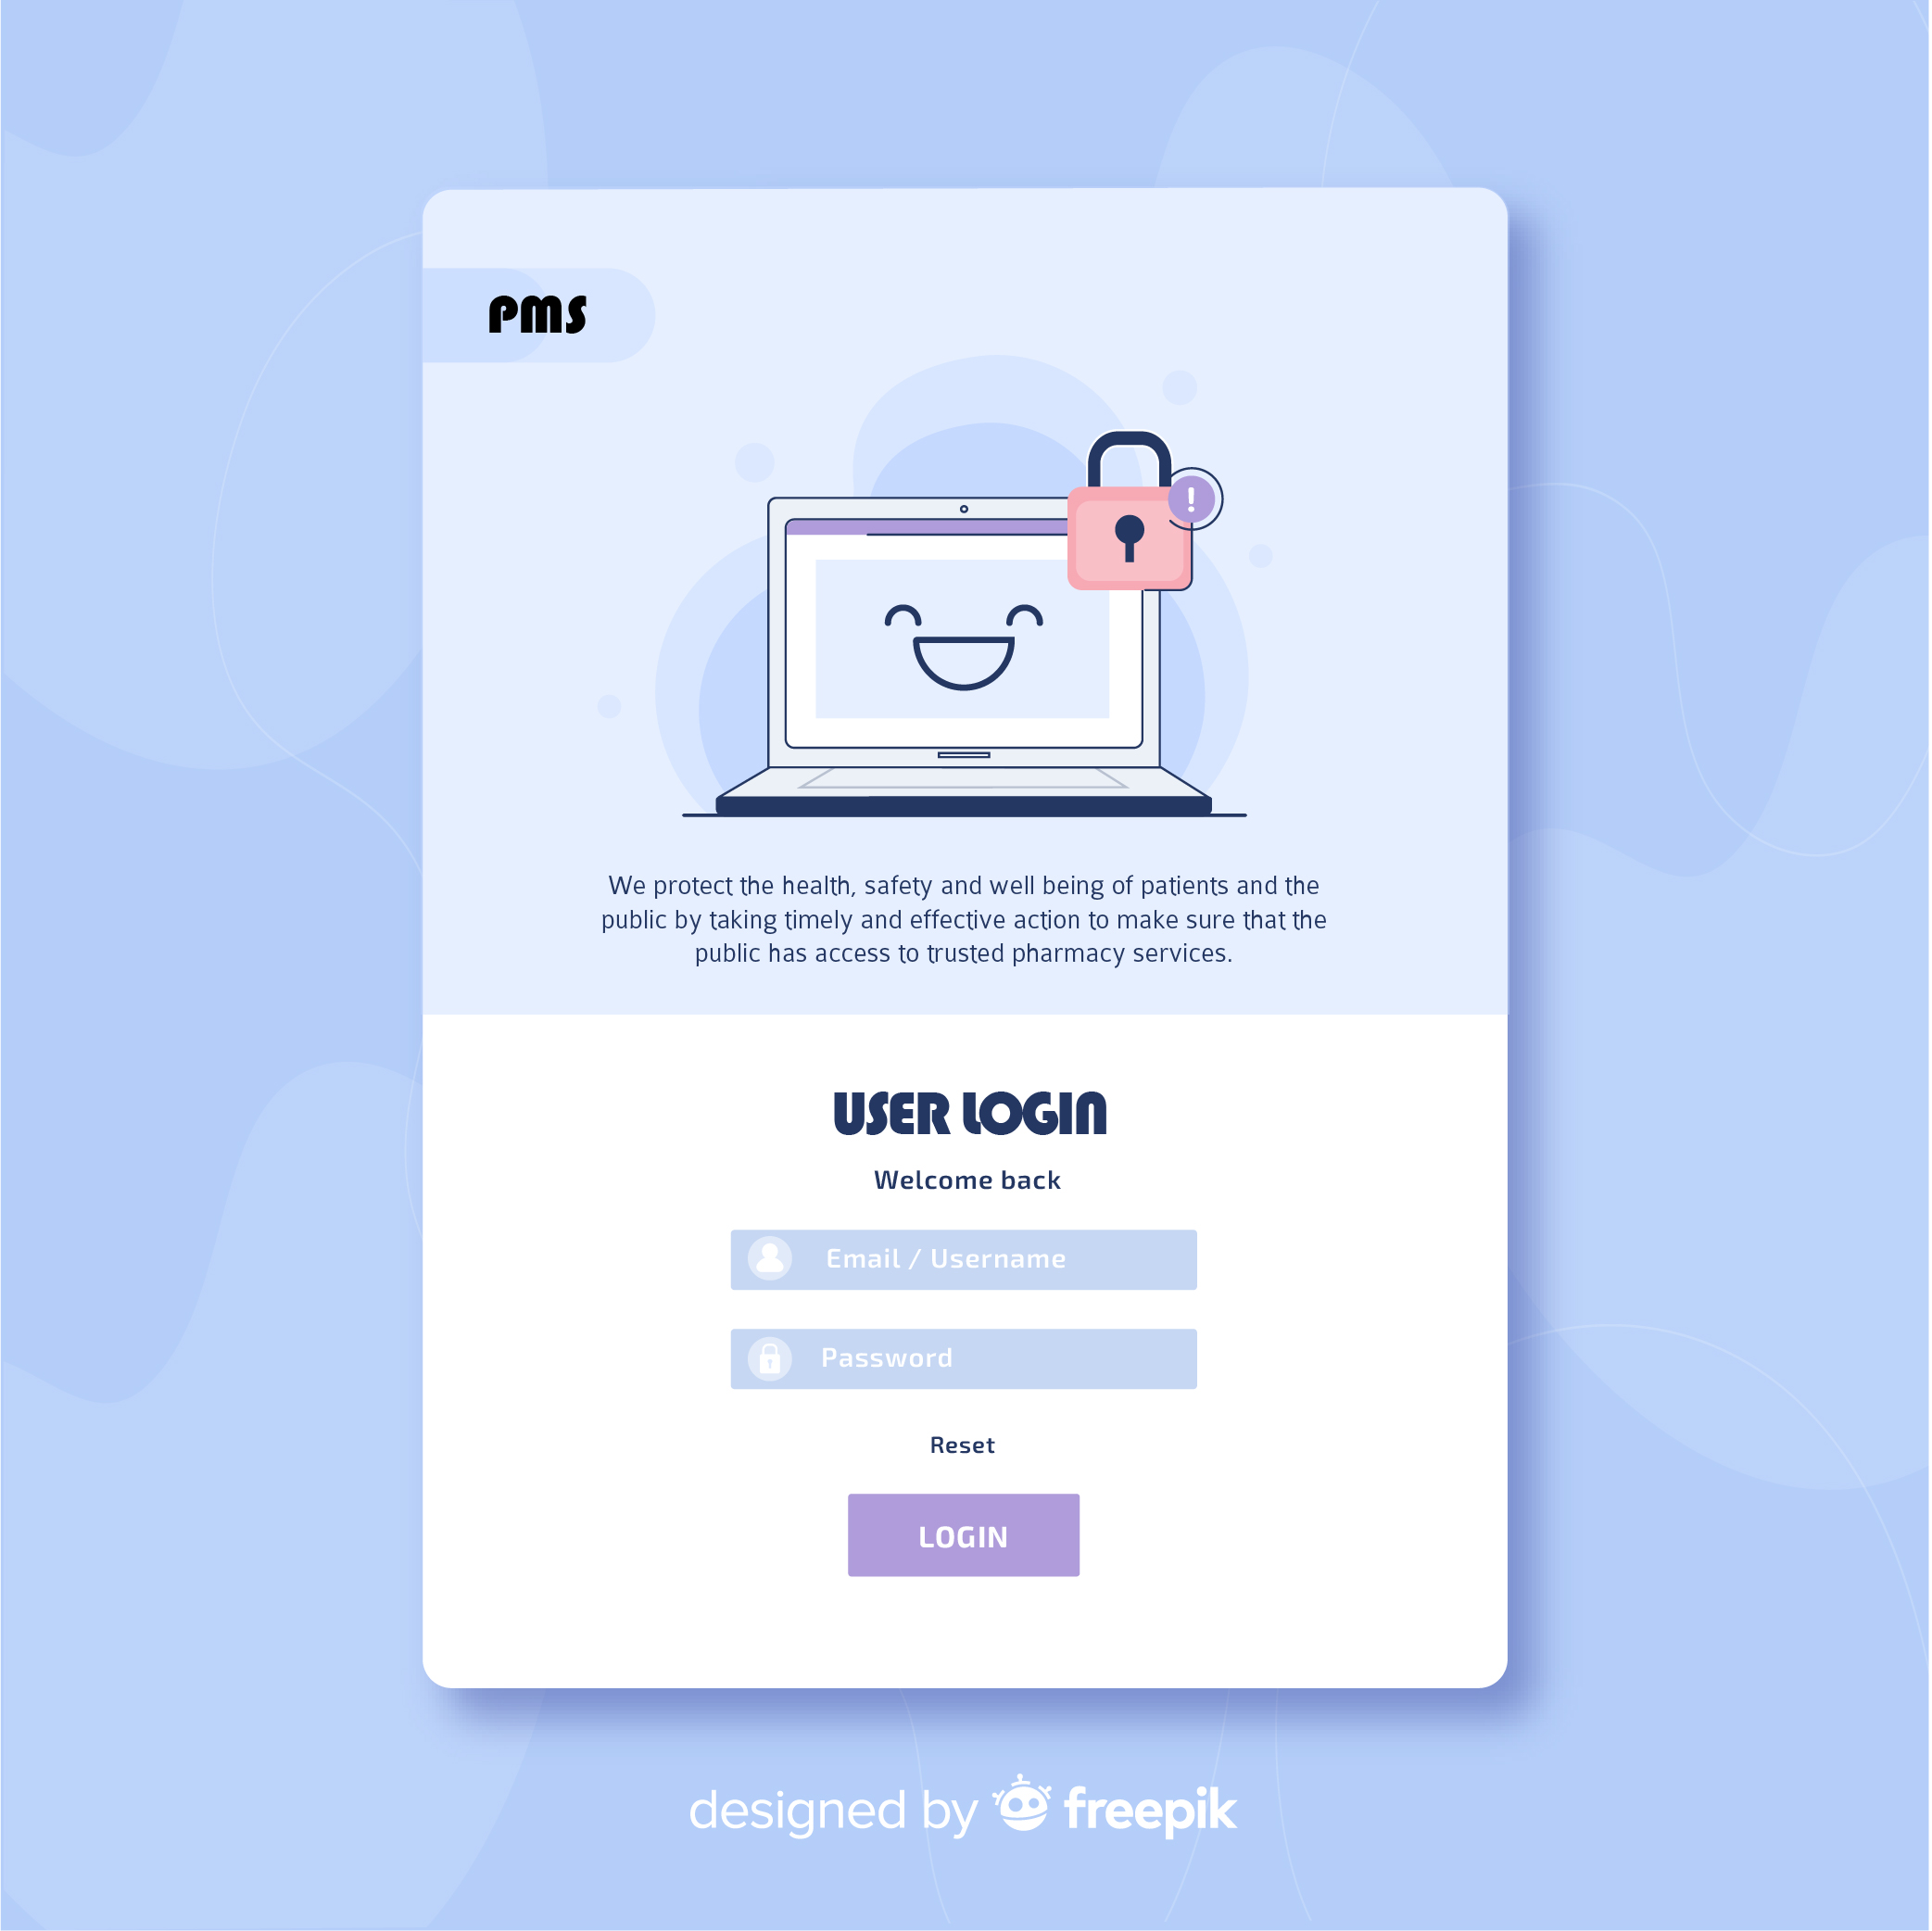 PMS
!
We protect the health, safety and well being of patients and the
public by taking timely and effective action to make sure that the
public has access to trusted pharmacy services.
USER LOGIN
Welcome back
Email / Username
Password
Reset
LOGIN
designed by freepik